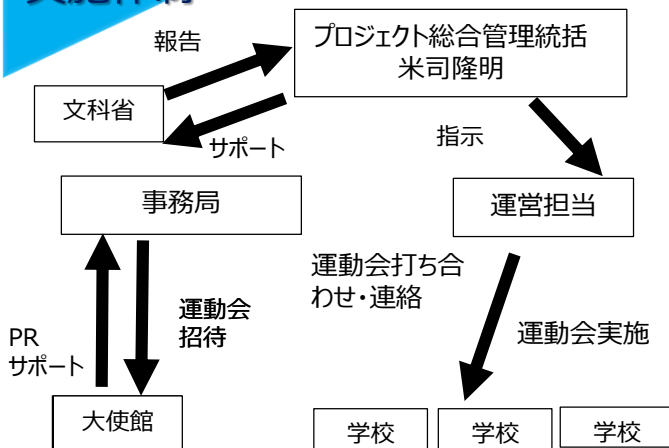 報告
プロジェクト総合管理統括
米司隆明
文科省
サポート
指示
事務局
運営担当
運動会打ち合
わせ・連絡
運動会
招待
PR
サポート
運動会実施
大使館
学校
学校
学校